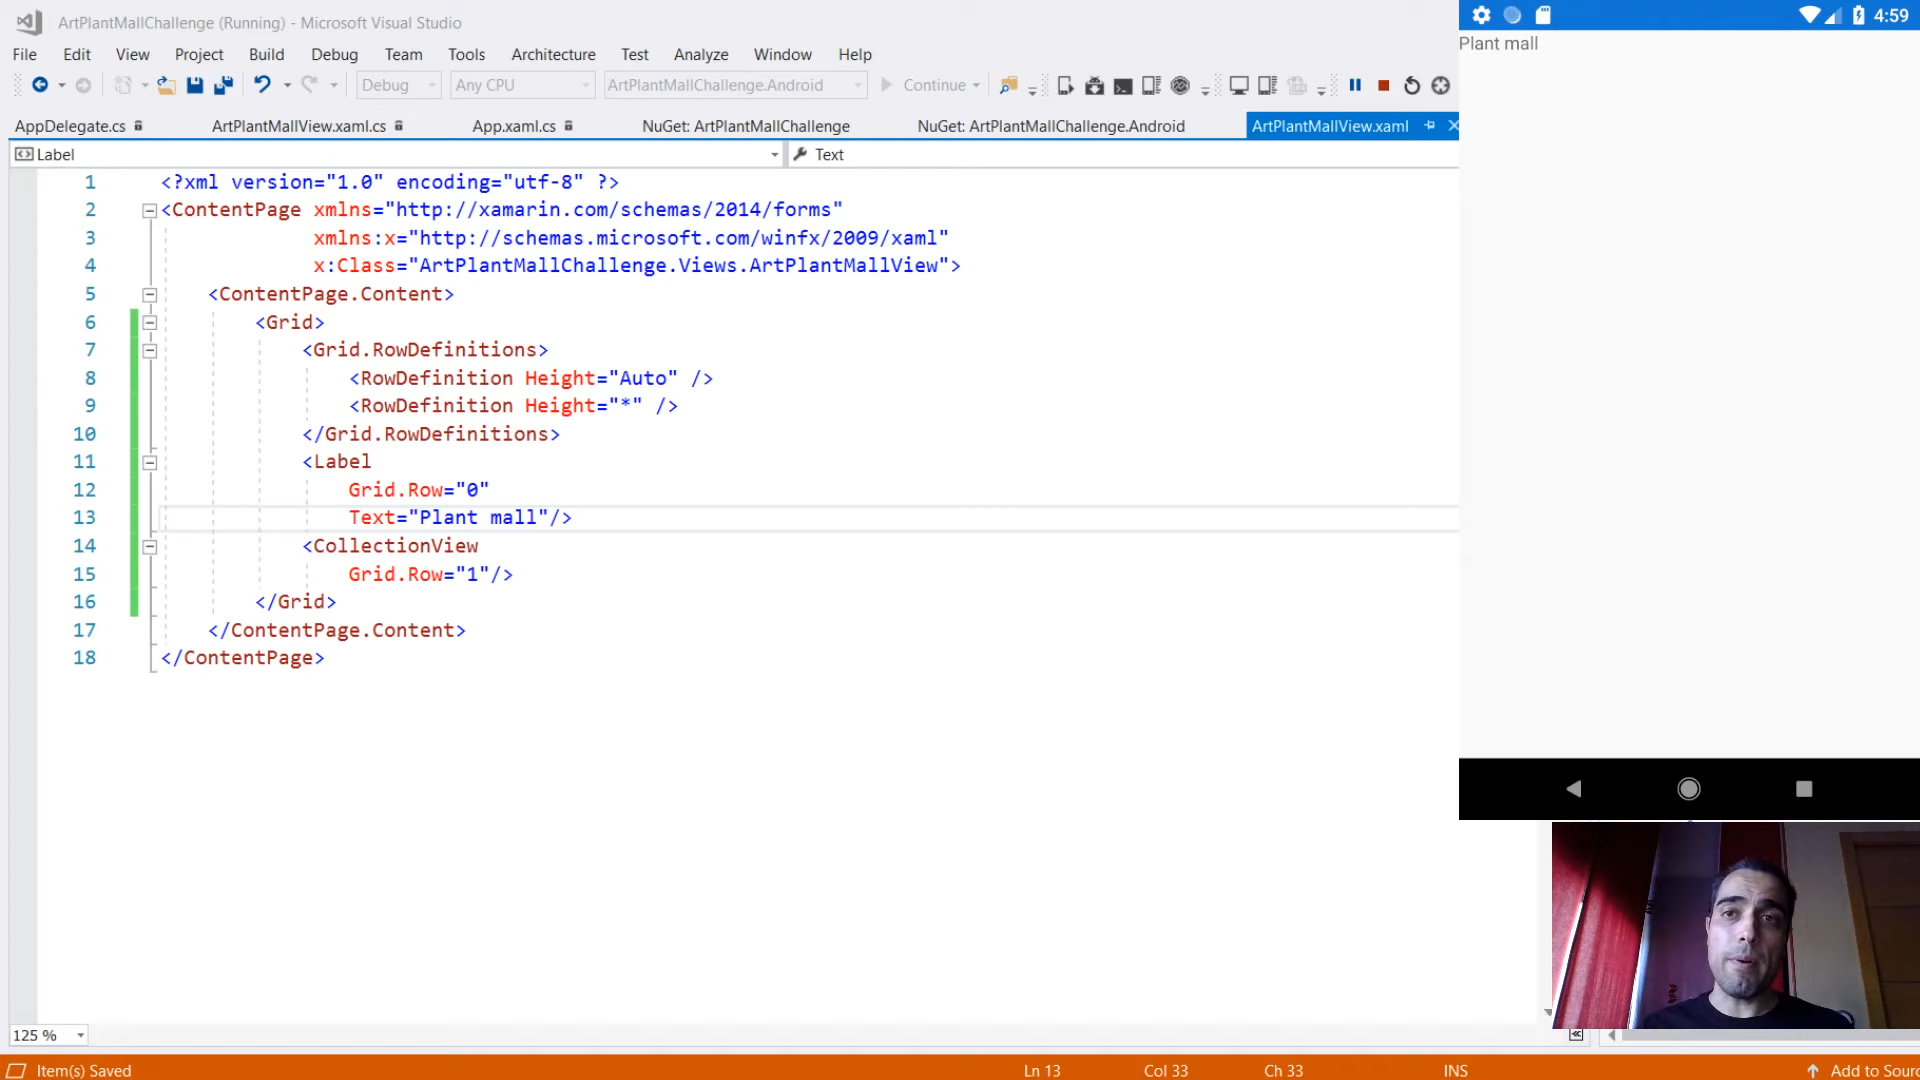 ArtPlantMallChallenge (Running) - Microsoft Visual Studio
4:59
File Edit View Project Build Debug Team Tools Architecture Test Analyze Window Help
Plant mall
Debug Any CPU ArtPlantMallChallenge.Android Continue
AppDelegate.cs ArtPlantMallView.xaml.cs App.xaml.cs NuGet: ArtPlantMallChallenge NuGet: ArtPlantMallChallenge.Android ArtPlantMallView.xaml
Label Text
1 <?xml version="1.0" encoding="utf-8" ?>
2 <ContentPage xmlns="http://xamarin.com/schemas/2014/forms"
3 xmlns:x="http://schemas.microsoft.com/winfx/2009/xaml"
4 x:Class="ArtPlantMallChallenge.Views.ArtPlantMallView">
5 <ContentPage.Content>
6 <Grid>
7 <Grid.RowDefinitions>
8 <RowDefinition Height="Auto" />
9 <RowDefinition Height="*" />
10 </Grid.RowDefinitions>
11 <Label
12 Grid.Row="0"
13 Text="Plant mall"/>
14 <CollectionView
15 Grid.Row="1"/>
16 </Grid>
17 </ContentPage.Content>
18 </ContentPage>
125 %
Item(s) Saved Ln 13 Col 33 Ch 33 INS Add to Sourc